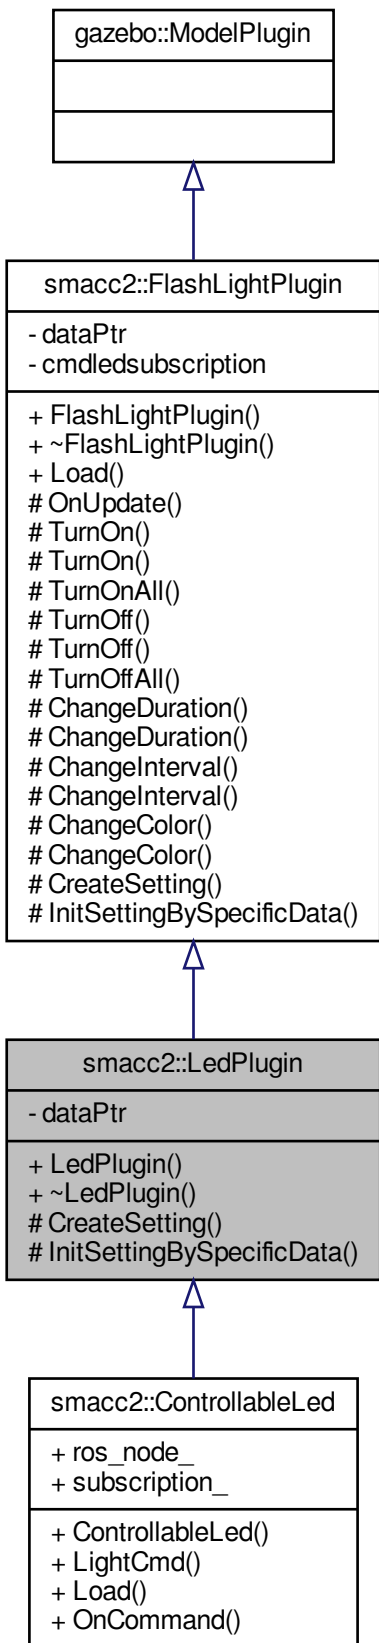 gazebo::ModelPlugin
smacc2::FlashLightPlugin
- dataPtr
- cmdledsubscription
+ FlashLightPlugin()
+ ~FlashLightPlugin()
+ Load()
# OnUpdate()
# TurnOn()
# TurnOn()
# TurnOnAll()
# TurnOff()
# TurnOff()
# TurnOffAll()
# ChangeDuration()
# ChangeDuration()
# ChangeInterval()
# ChangeInterval()
# ChangeColor()
# ChangeColor()
# CreateSetting()
# InitSettingBySpecificData()
smacc2::LedPlugin
- dataPtr
+ LedPlugin()
+ ~LedPlugin()
# CreateSetting()
# InitSettingBySpecificData()
smacc2::ControllableLed
+ ros_node_
+ subscription_
+ ControllableLed()
+ LightCmd()
+ Load()
+ OnCommand()